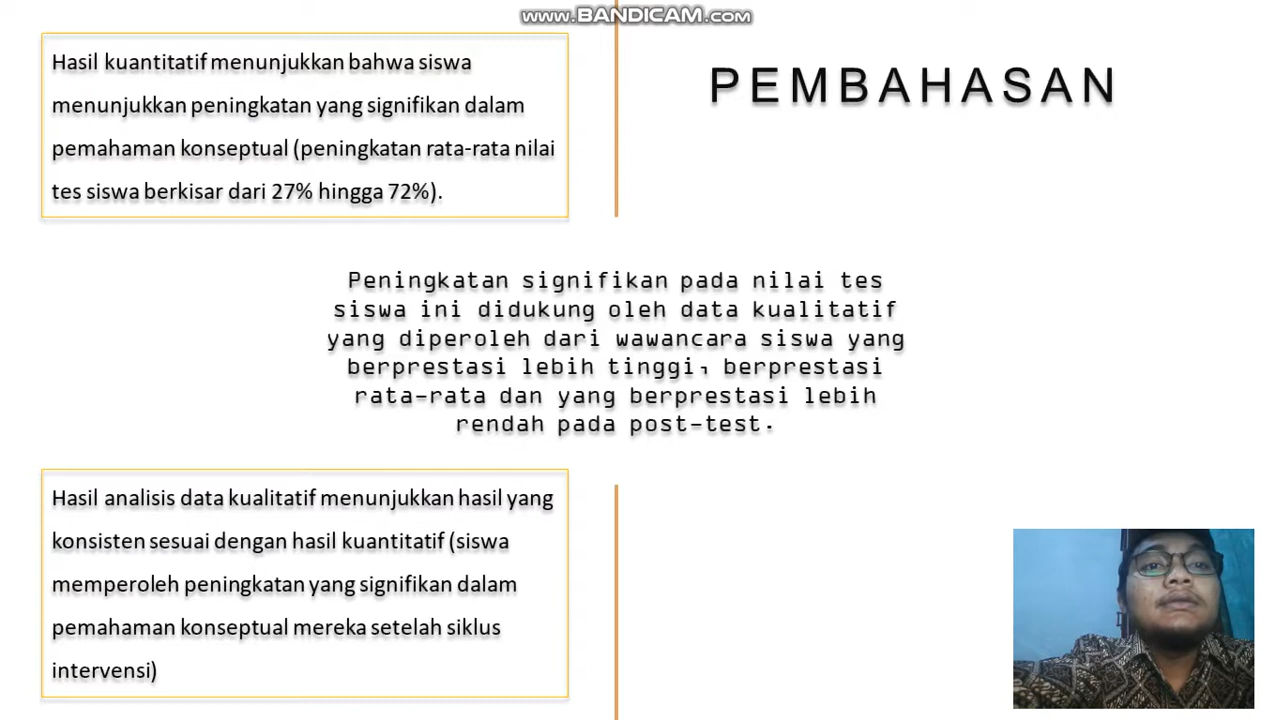 www.BANDICAM.com
Hasil kuantitatif menunjukkan bahwa siswa
menunjukkan peningkatan yang signifikan dalam
pemahaman konseptual (peningkatan rata-rata nilai
tes siswa berkisar dari 27% hingga 72%).
PEMBAHASAN
Peningkatan signifikan pada nilai tes
siswa ini didukung oleh data kualitatif
yang diperoleh dari wawancara siswa yang
berprestasi lebih tinggi, berprestasi
rata-rata dan yang berprestasi lebih
rendah pada post-test.
Hasil analisis data kualitatif menunjukkan hasil yang
konsisten sesuai dengan hasil kuantitatif (siswa
memperoleh peningkatan yang signifikan dalam
pemahaman konseptual mereka setelah siklus
intervensi)